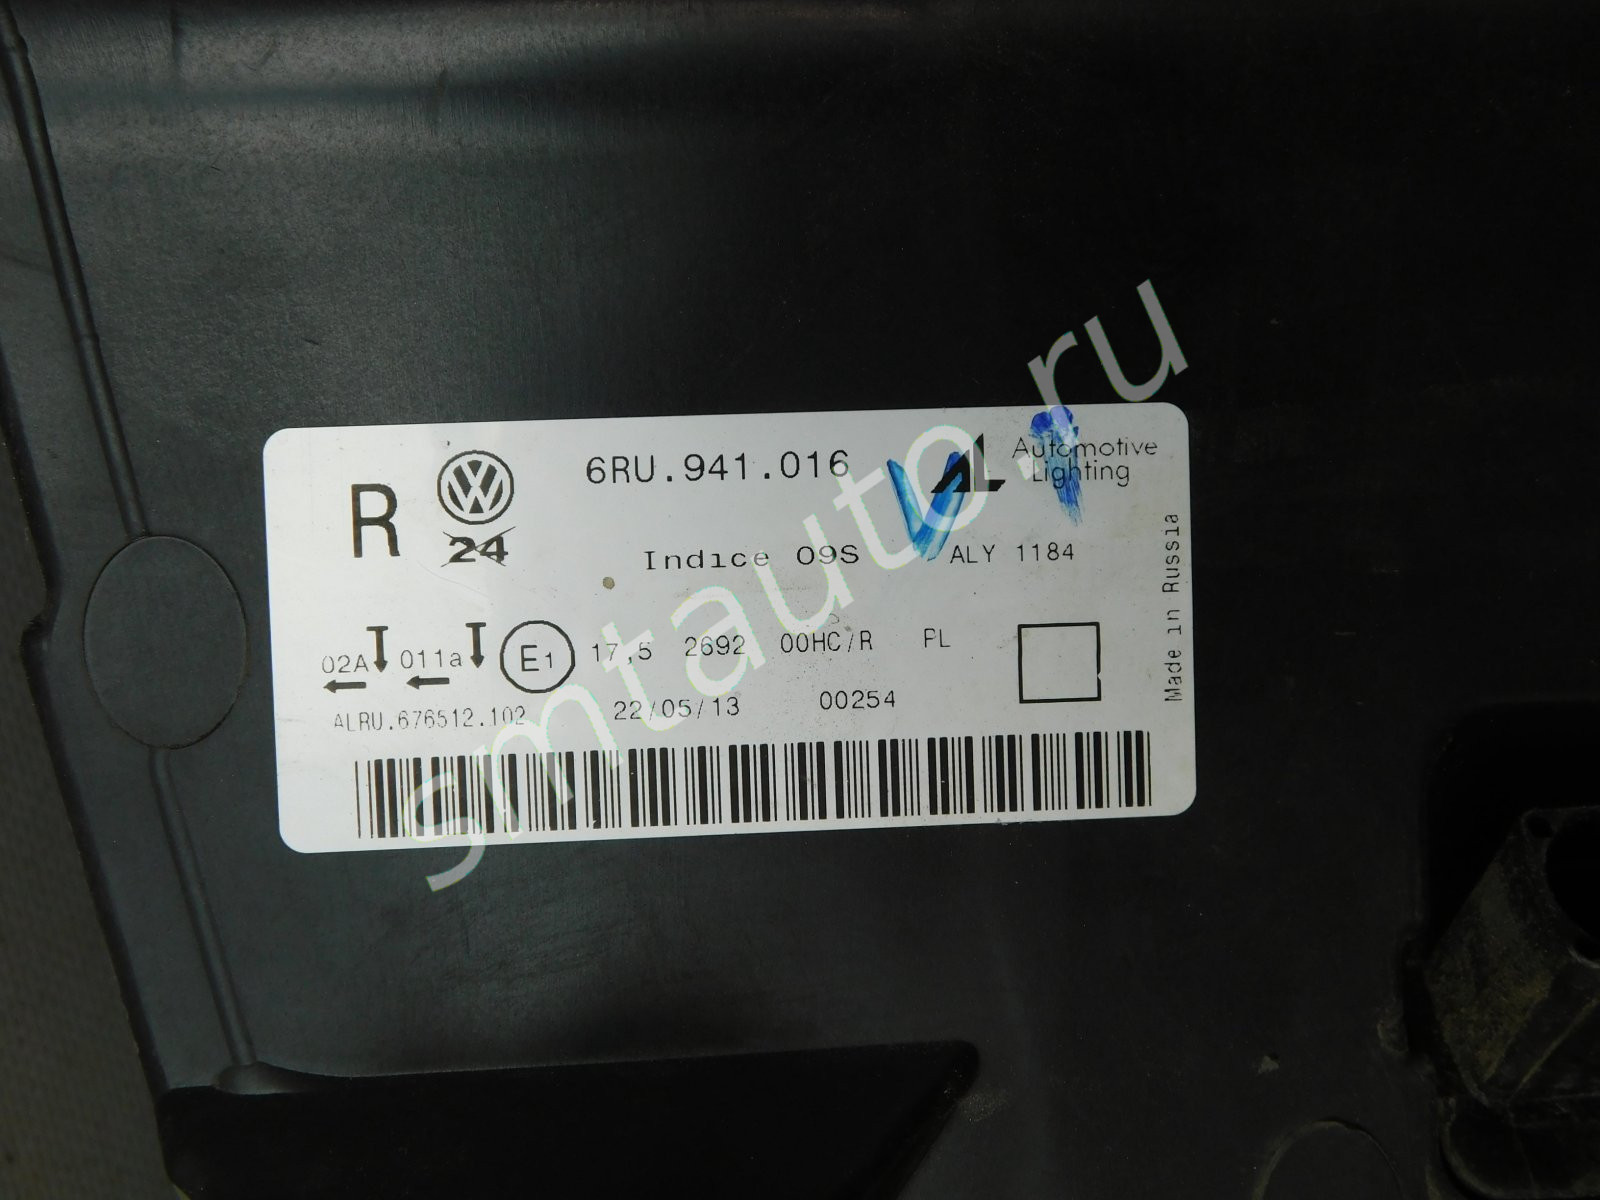 6RU.941.016
AL Automotive
Lighting
R
24
Indice 09S
ALY 1184
02A 011a E1 17,5 2692 00HC/R PL
ALRU.676512.102 22/05/13 00254
Made in Russia
smtauto.ru